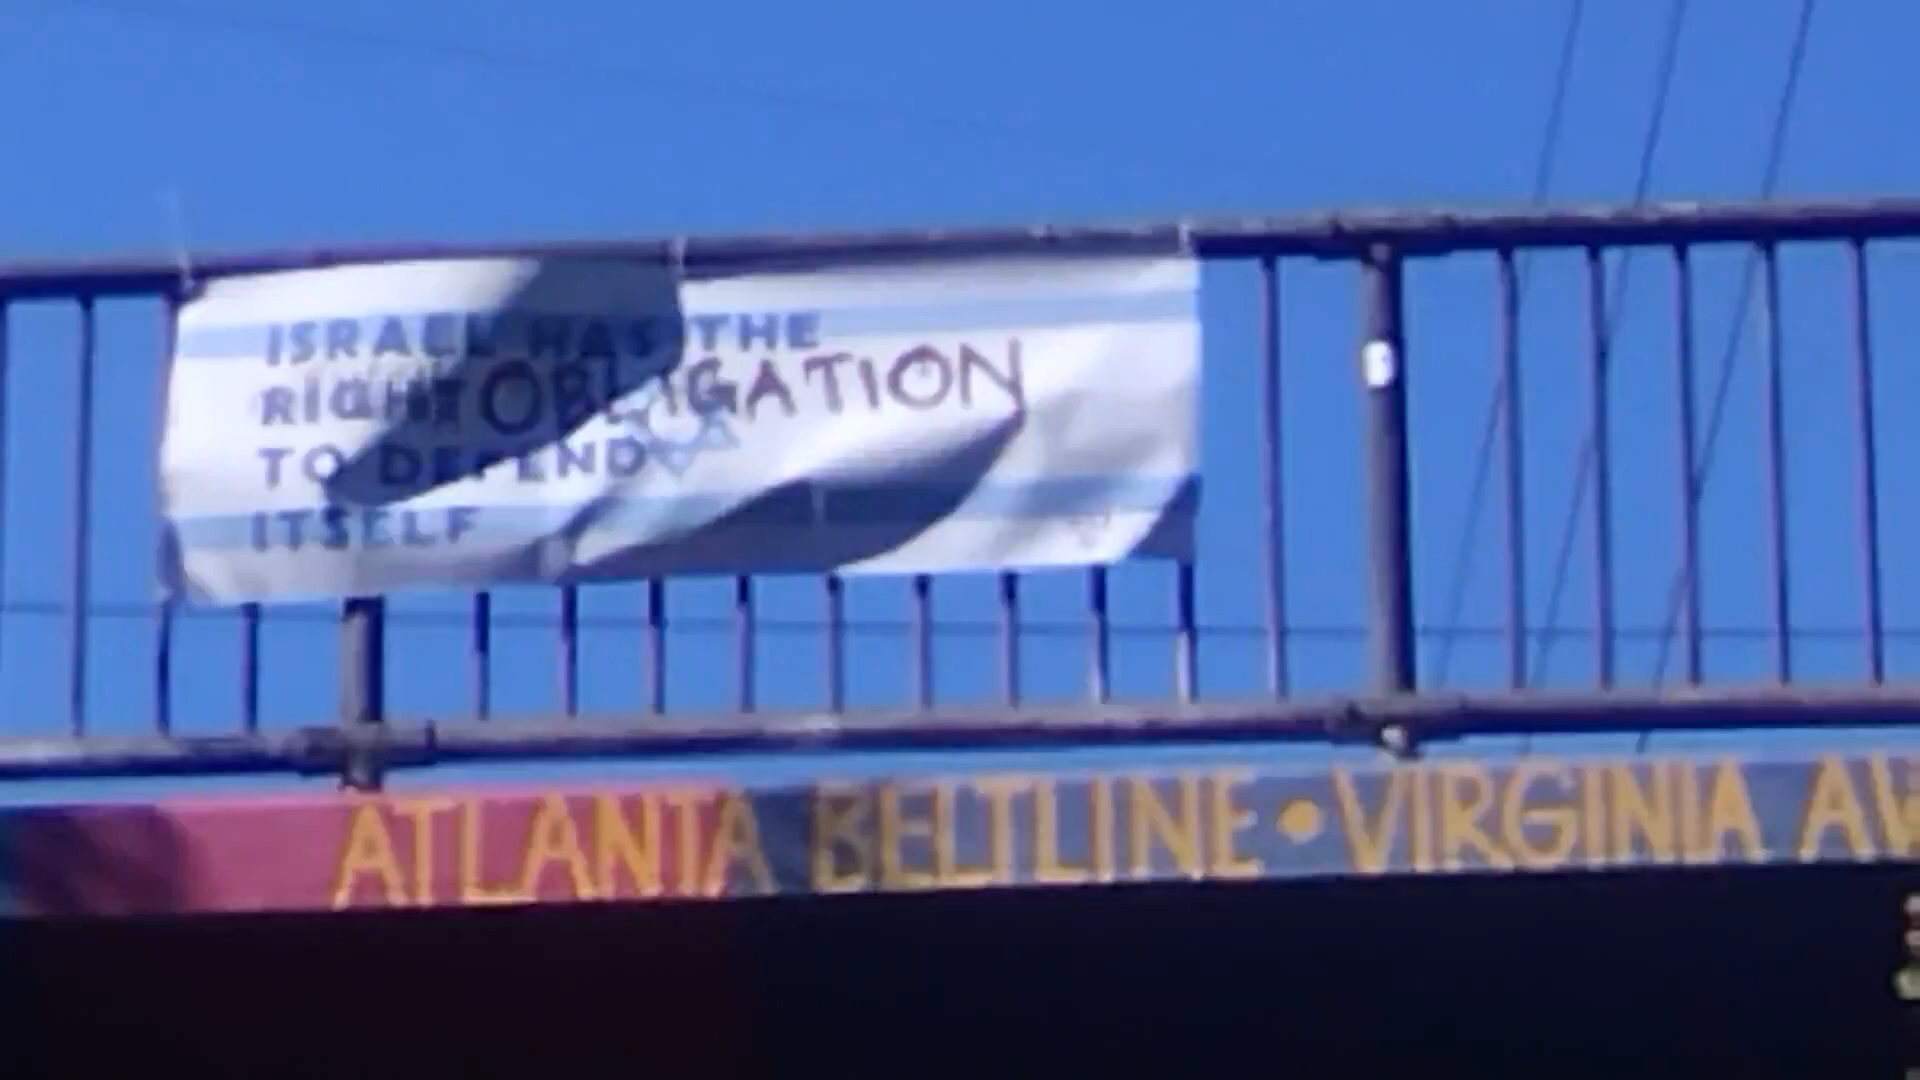 ISRAEL HAS THE
RIGHT OBLIGATION
TO DEFEND
ITSELF
ATLANTA BELTLINE • VIRGINIA AV